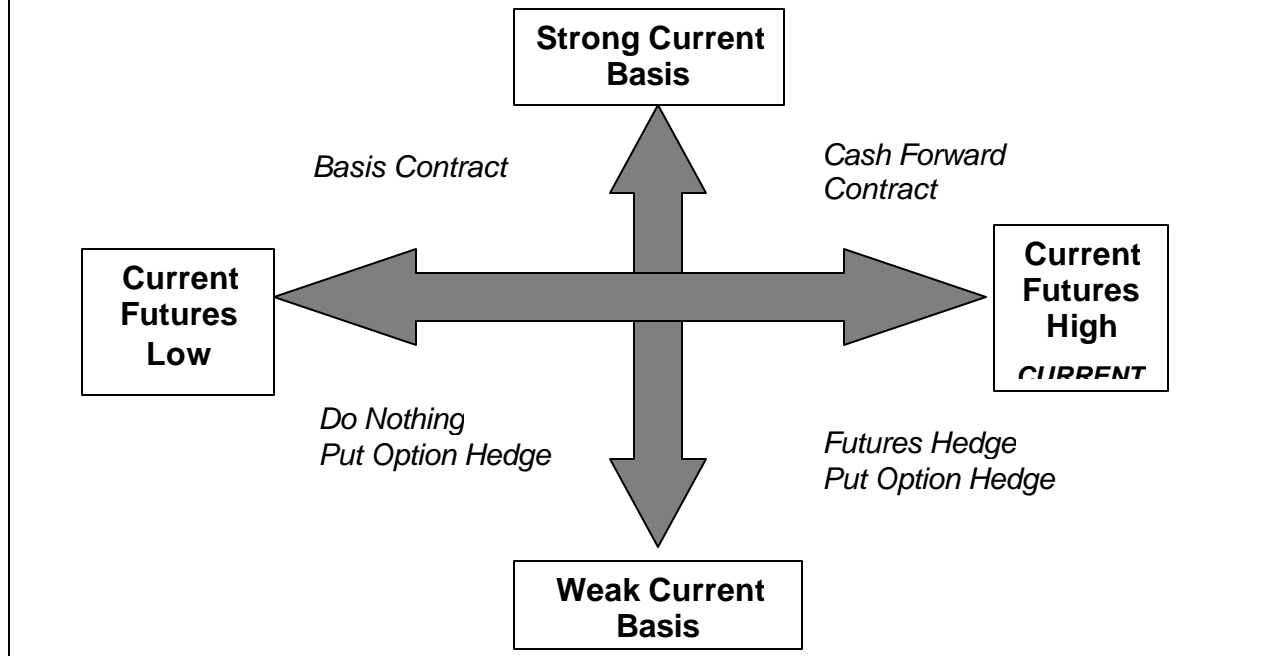 Strong Current
Basis
Basis Contract
Cash Forward
Contract
Current
Futures
Low
Current
Futures
High
CURRENT
Do Nothing
Put Option Hedge
Futures Hedge
Put Option Hedge
Weak Current
Basis